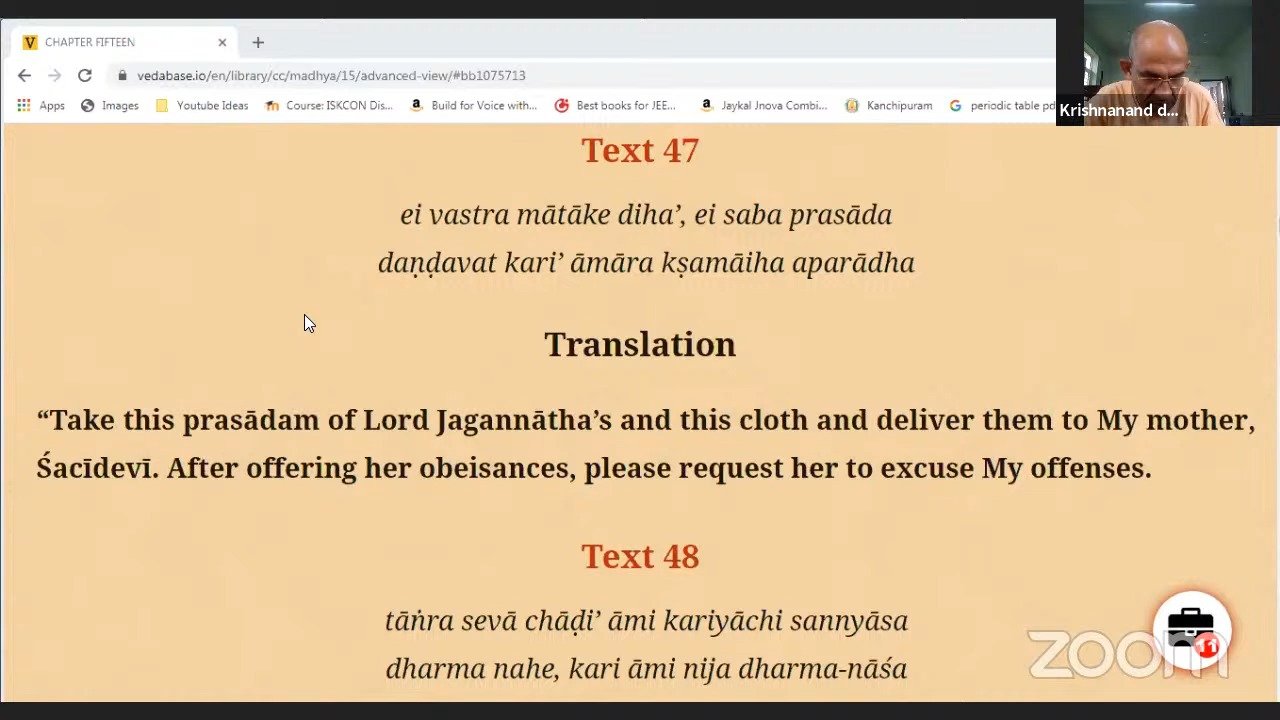 CHAPTER FIFTEEN
vedabase.io/en/library/cc/madhya/15/advanced-view/#bb1075713
Apps Images Youtube Ideas Course: ISKCON Dis... Build for Voice with... Best books for JEE... Jaykal Jnova Combi... Kanchipuram periodic table pd
Krishnanand d...
Text 47
ei vastra mātāke diha’, ei saba prasāda
daṇḍavat kari’ āmāra kṣamāiha aparādha
Translation
“Take this prasādam of Lord Jagannātha’s and this cloth and deliver them to My mother,
Śacīdevī. After offering her obeisances, please request her to excuse My offenses.
Text 48
tāṅra sevā chāḍi’ āmi kariyāchi sannyāsa
dharma nahe, kari āmi nija dharma-nāśa
11
zoom